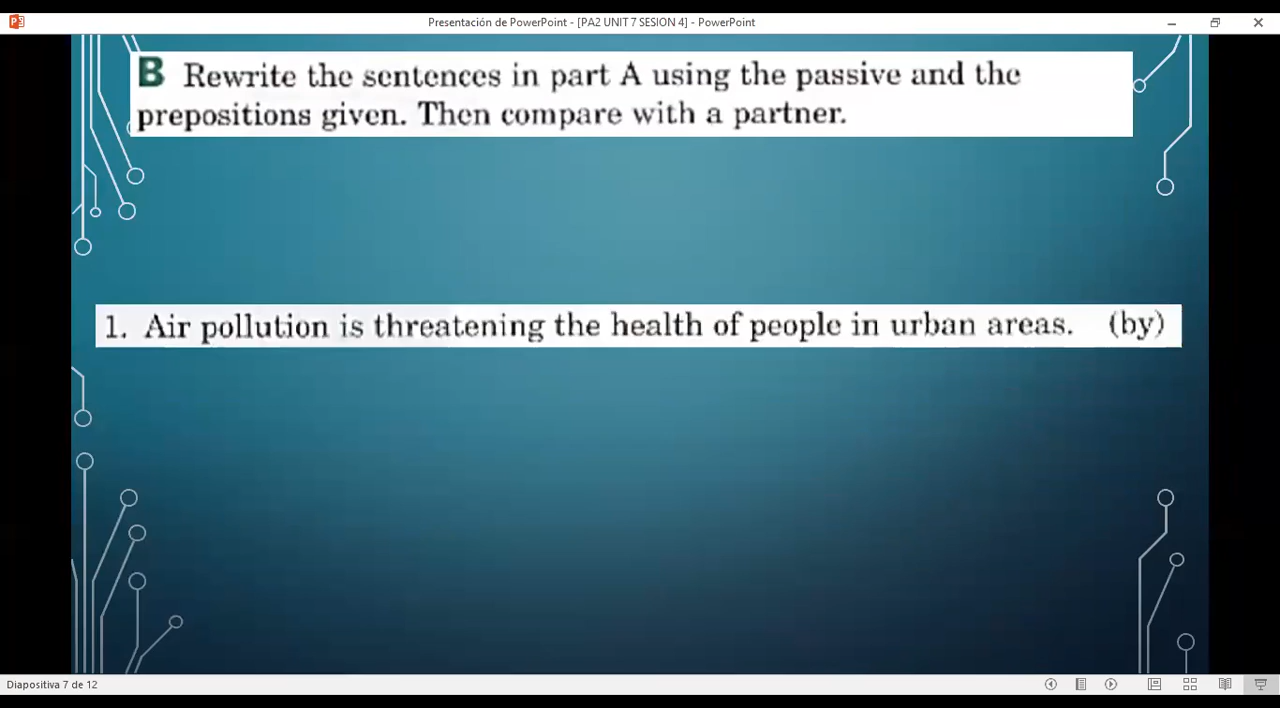 Presentación de PowerPoint - [PA2 UNIT 7 SESION 4] - PowerPoint
B Rewrite the sentences in part A using the passive and the
prepositions given. Then compare with a partner.
1. Air pollution is threatening the health of people in urban areas. (by)
Diapositiva 7 de 12